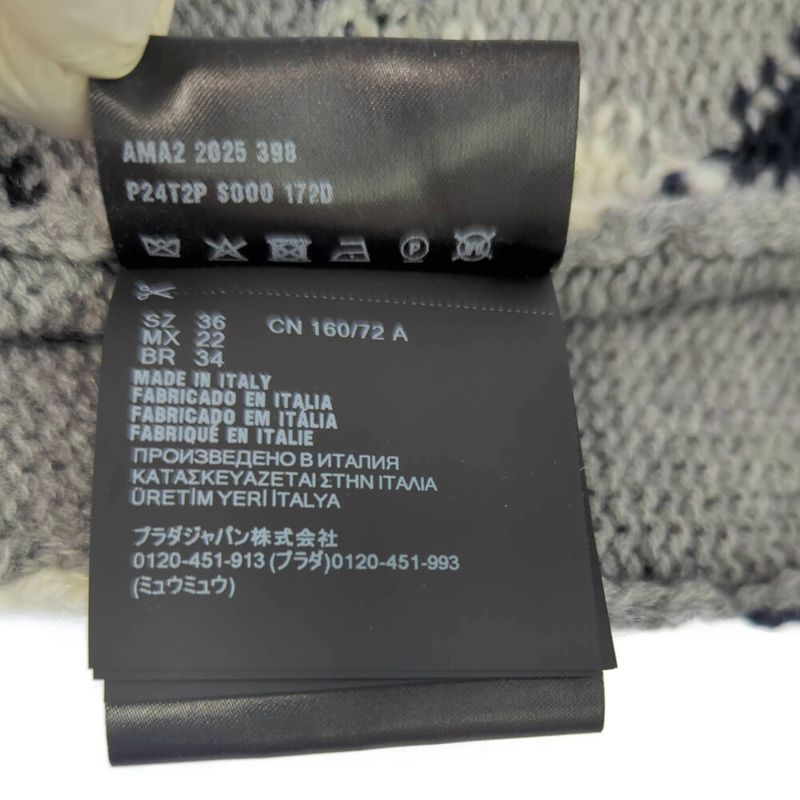 AMA2 2025 398
P24T2P S000 172D
SZ 36 CN 160/72 A
MX 22
BR 34
MADE IN ITALY
FABRICADO EN ITALIA
FABRICADO EM ITÁLIA
FABRIQUÉ EN ITALIE
ПРОИЗВЕДЕНО В ИТАЛИЯ
ΚΑΤΑΣΚΕΥΑΖΕΤΑΙ ΣΤΗΝ ΙΤΑΛΙΑ
ÜRETİM YERİ İTALYA
プラダジャパン株式会社
0120-451-913 (プラダ)0120-451-993
(ミュウミュウ)